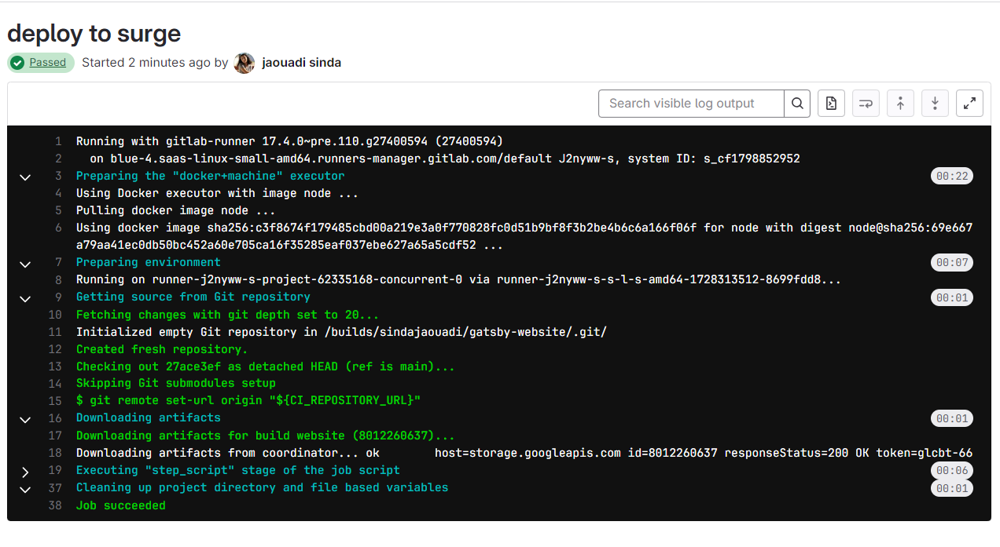 deploy to surge
Passed Started 2 minutes ago by jaouadi sinda
Search visible log output
1 Running with gitlab-runner 17.4.0~pre.110.g27400594 (27400594)
2 on blue-4.saas-linux-small-amd64.runners-manager.gitlab.com/default J2nyww-s, system ID: s_cf1798852952
3 Preparing the "docker+machine" executor 00:22
4 Using Docker executor with image node ...
5 Pulling docker image node ...
6 Using docker image sha256:c3f8674f179485cbd00a219e3a0f770828fc0d51b9bf8f3b2be4b6c6a166f06f for node with digest node@sha256:69e667
a79aa41ec0db50bc452a60e705ca16f35285eaf037ebe627a65a5cdf52 ...
7 Preparing environment 00:07
8 Running on runner-j2nyww-s-project-62335168-concurrent-0 via runner-j2nyww-s-s-l-s-amd64-1728313512-8699fdd8...
9 Getting source from Git repository 00:01
10 Fetching changes with git depth set to 20...
11 Initialized empty Git repository in /builds/sindajaouadi/gatsby-website/.git/
12 Created fresh repository.
13 Checking out 27ace3ef as detached HEAD (ref is main)...
14 Skipping Git submodules setup
15 $ git remote set-url origin "${CI_REPOSITORY_URL}"
16 Downloading artifacts 00:01
17 Downloading artifacts for build website (8012260637)...
18 Downloading artifacts from coordinator... ok host=storage.googleapis.com id=8012260637 responseStatus=200 OK token=glcbt-66
19 Executing "step_script" stage of the job script 00:06
37 Cleaning up project directory and file based variables 00:01
38 Job succeeded